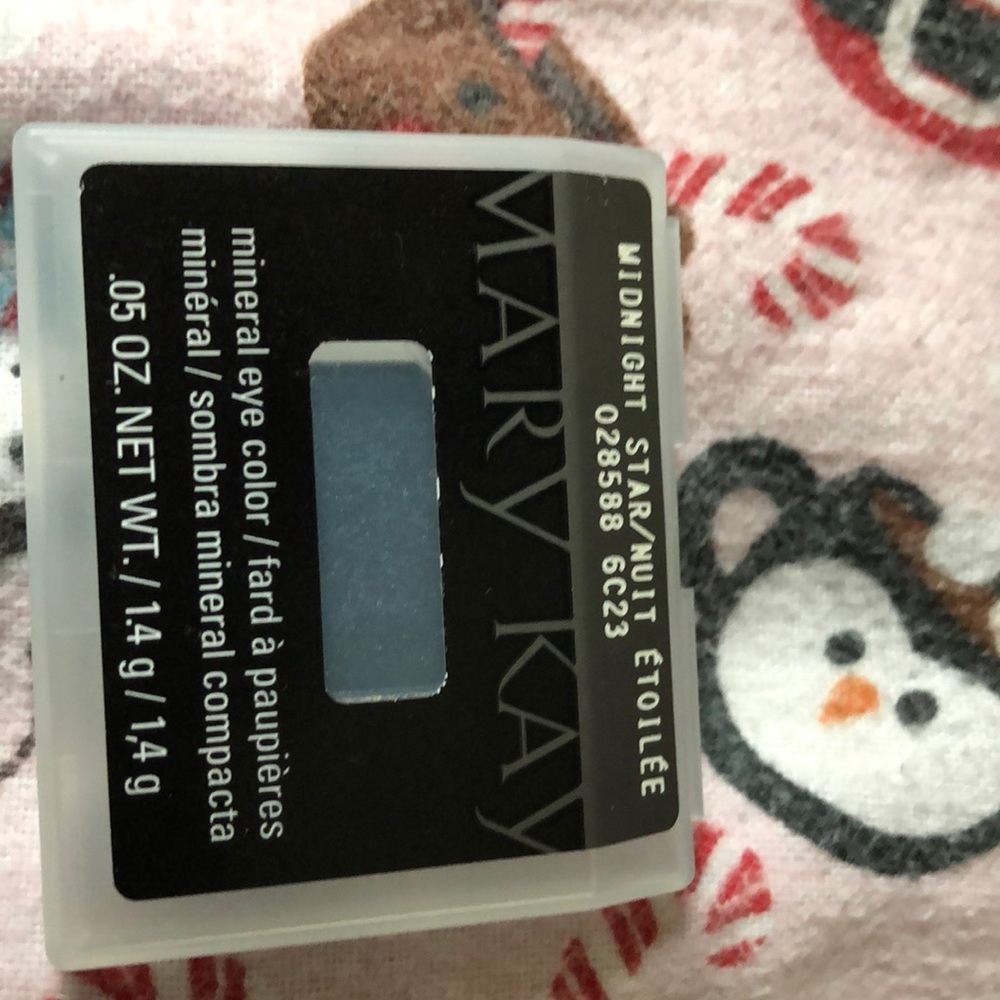 MIDNIGHT STAR/NUIT ÉTOILÉE
028588 6C23
MARY KAY
mineral eye color / fard à paupières
minéral / sombra mineral compacta
.05 OZ. NET WT. / 1.4 g / 1,4 g